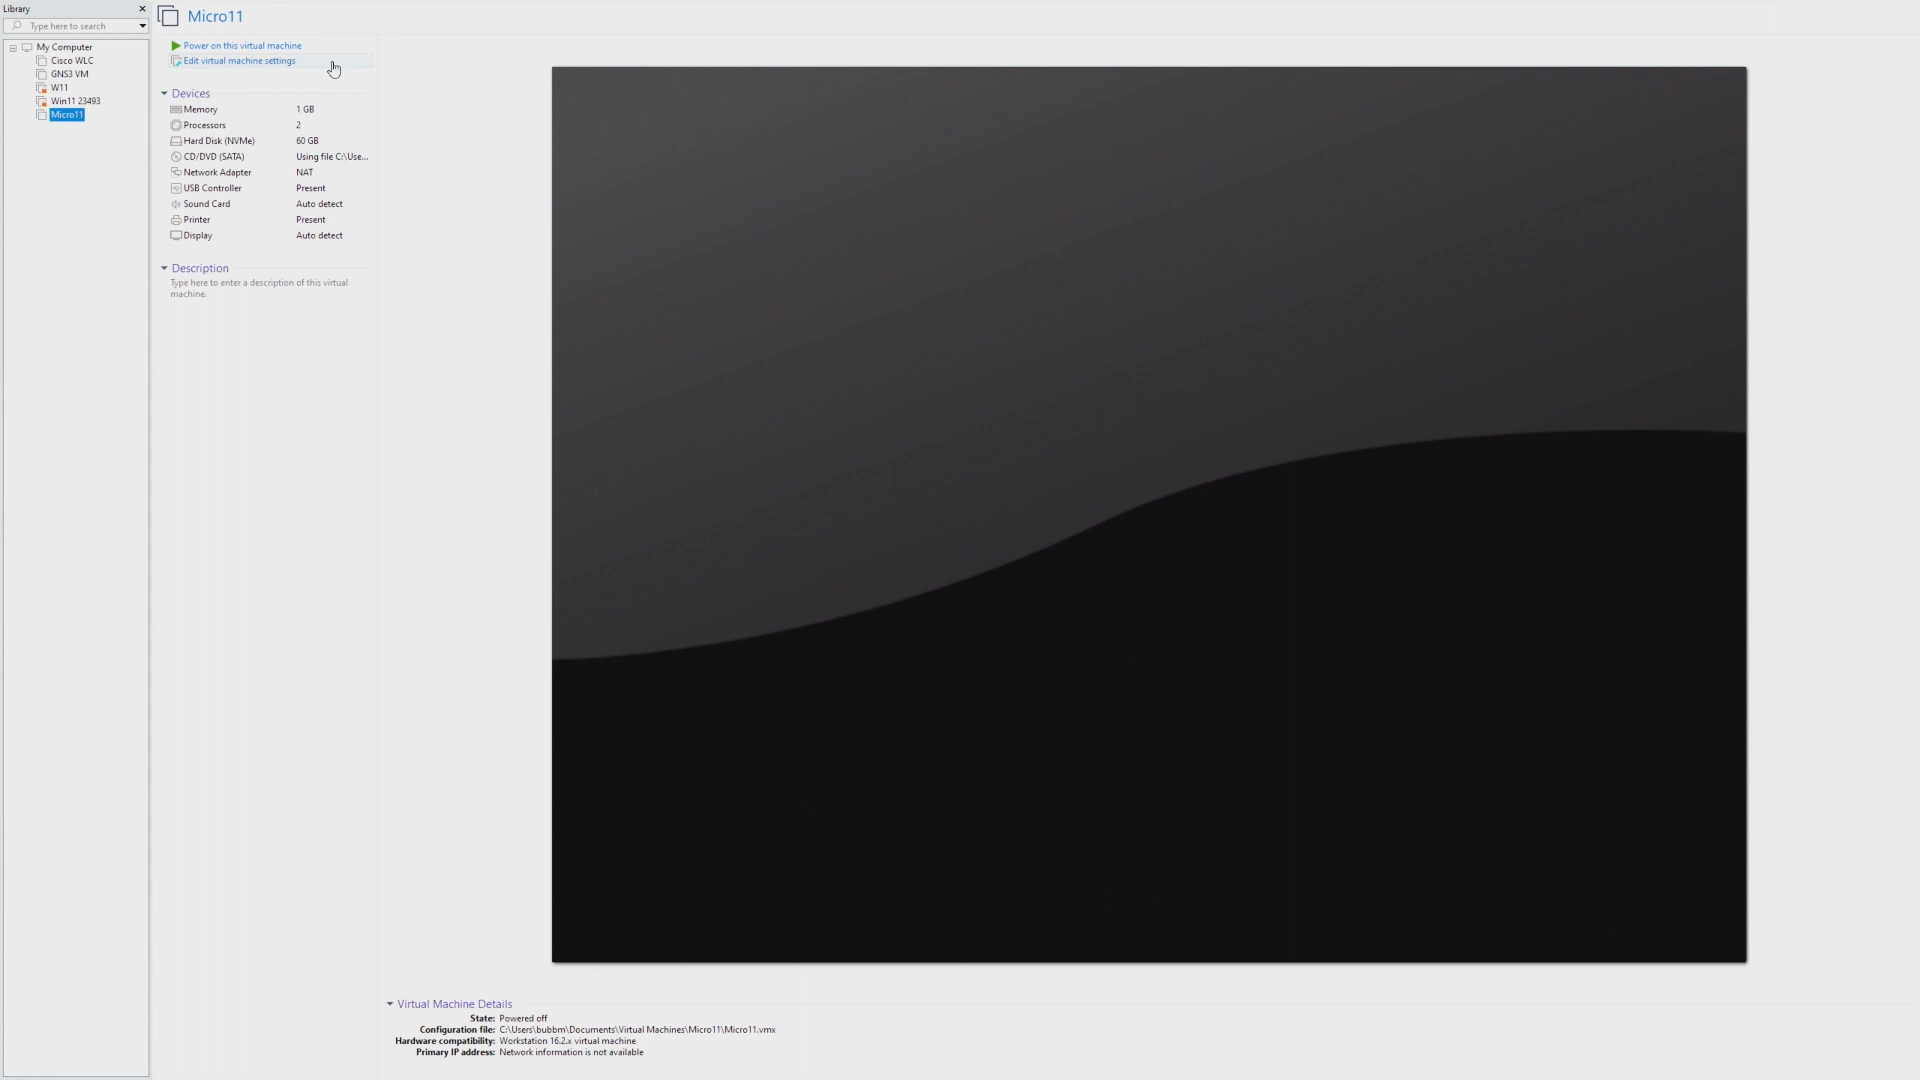 Library
Type here to search
My Computer
Cisco WLC
GNS3 VM
W11
Win11 23493
Micro11
Micro11
Power on this virtual machine
Edit virtual machine settings
Devices
Memory 1 GB
Processors 2
Hard Disk (NVMe) 60 GB
CD/DVD (SATA) Using file C:\Use...
Network Adapter NAT
USB Controller Present
Sound Card Auto detect
Printer Present
Display Auto detect
Description
Type here to enter a description of this virtual
machine.
Virtual Machine Details
State: Powered off
Configuration file: C:\Users\bubbm\Documents\Virtual Machines\Micro11\Micro11.vmx
Hardware compatibility: Workstation 16.2.x virtual machine
Primary IP address: Network information is not available